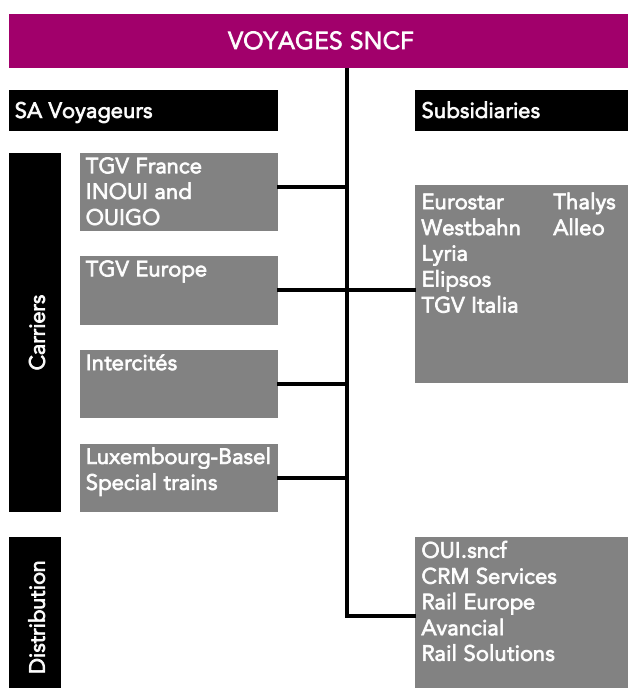 VOYAGES SNCF
SA Voyageurs
Subsidiaries
Carriers
TGV France
INOUI and
OUIGO
TGV Europe
Intercités
Luxembourg-Basel
Special trains
Eurostar
Westbahn
Lyria
Elipsos
TGV Italia
Thalys
Alleo
Distribution
OUI.sncf
CRM Services
Rail Europe
Avancial
Rail Solutions